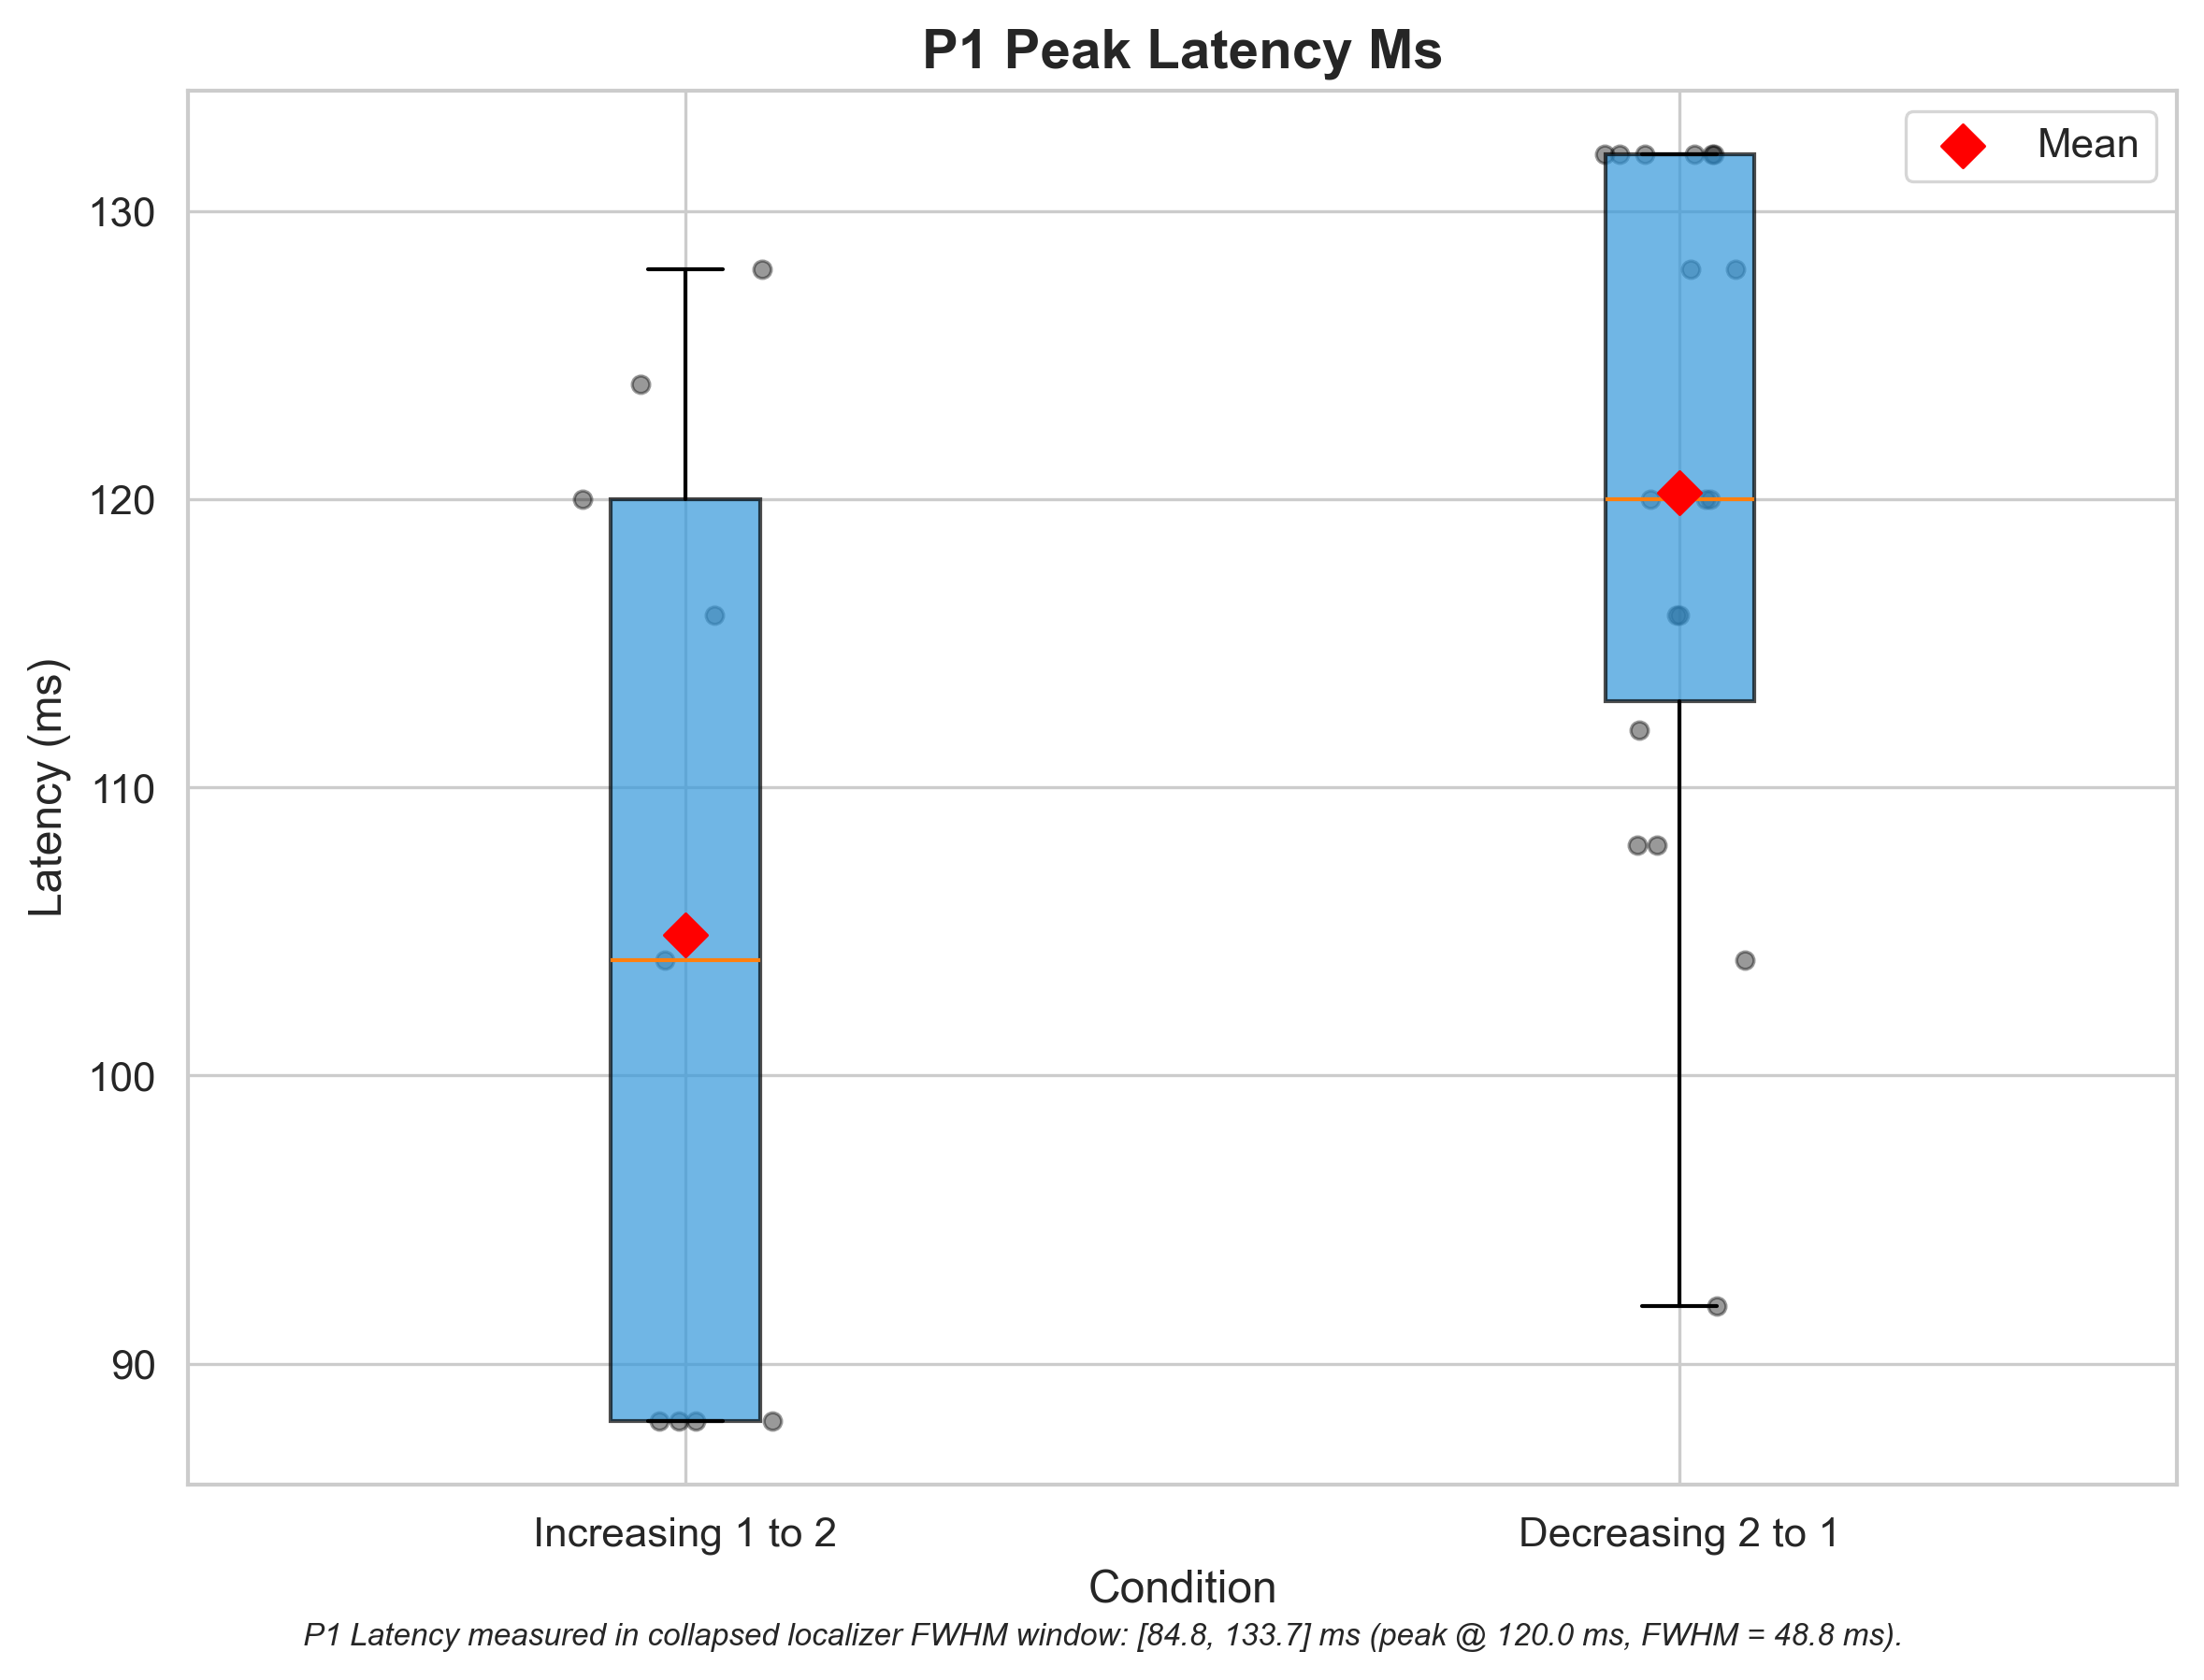 P1 Peak Latency Ms
Mean
130
120
110
100
90
Latency (ms)
Increasing 1 to 2
Decreasing 2 to 1
Condition
P1 Latency measured in collapsed localizer FWHM window: [84.8, 133.7] ms (peak @ 120.0 ms, FWHM = 48.8 ms).